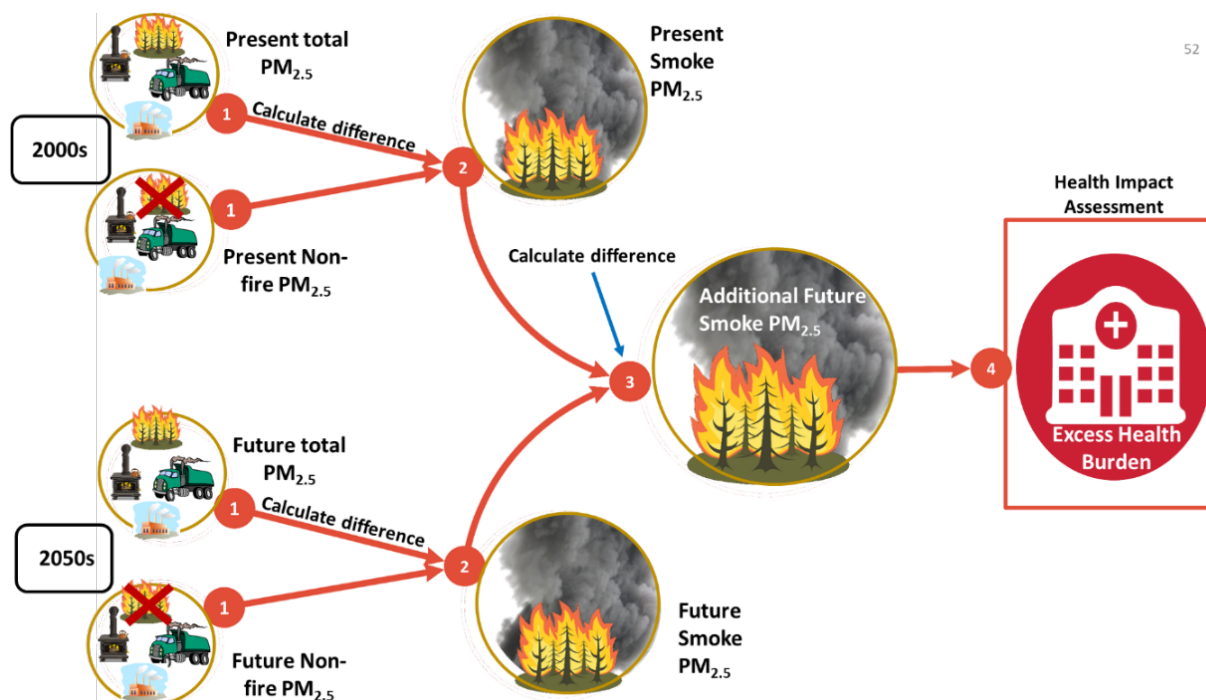 52
Present total
PM2.5
1
Calculate difference
2000s
1
Present Non-
fire PM2.5
2
Present
Smoke
PM2.5
Calculate difference
3
Additional Future
Smoke PM2.5
4
Health Impact
Assessment
Excess Health
Burden
Future total
PM2.5
1
Calculate difference
2050s
1
Future Non-
fire PM2.5
2
Future
Smoke
PM2.5